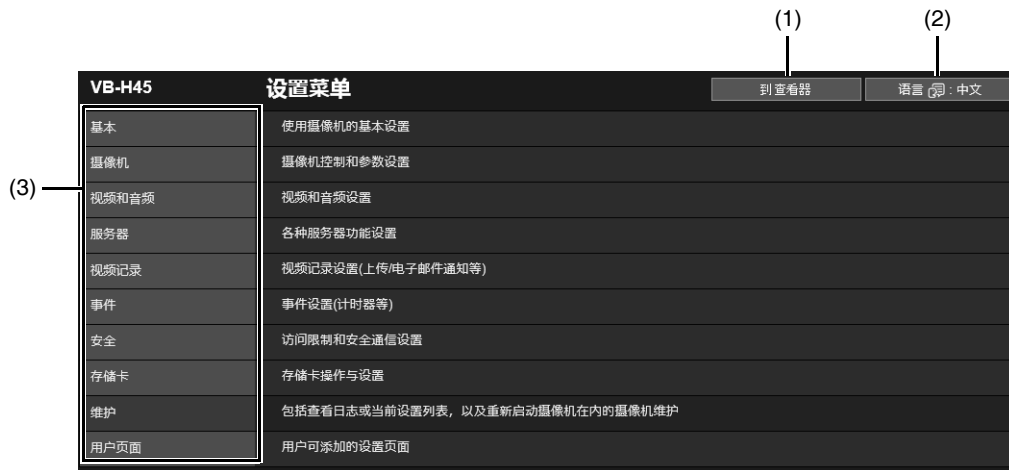 (1) (2)
VB-H45 设置菜单 到查看器 语言 : 中文
基本 使用摄像机的基本设置
摄像机 摄像机控制和参数设置
(3) 视频和音频 视频和音频设置
服务器 各种服务器功能设置
视频记录 视频记录设置(上传/电子邮件通知等)
事件 事件设置(计时器等)
安全 访问限制和安全通信设置
存储卡 存储卡操作与设置
维护 包括查看日志或当前设置列表，以及重新启动摄像机在内的摄像机维护
用户页面 用户可添加的设置页面